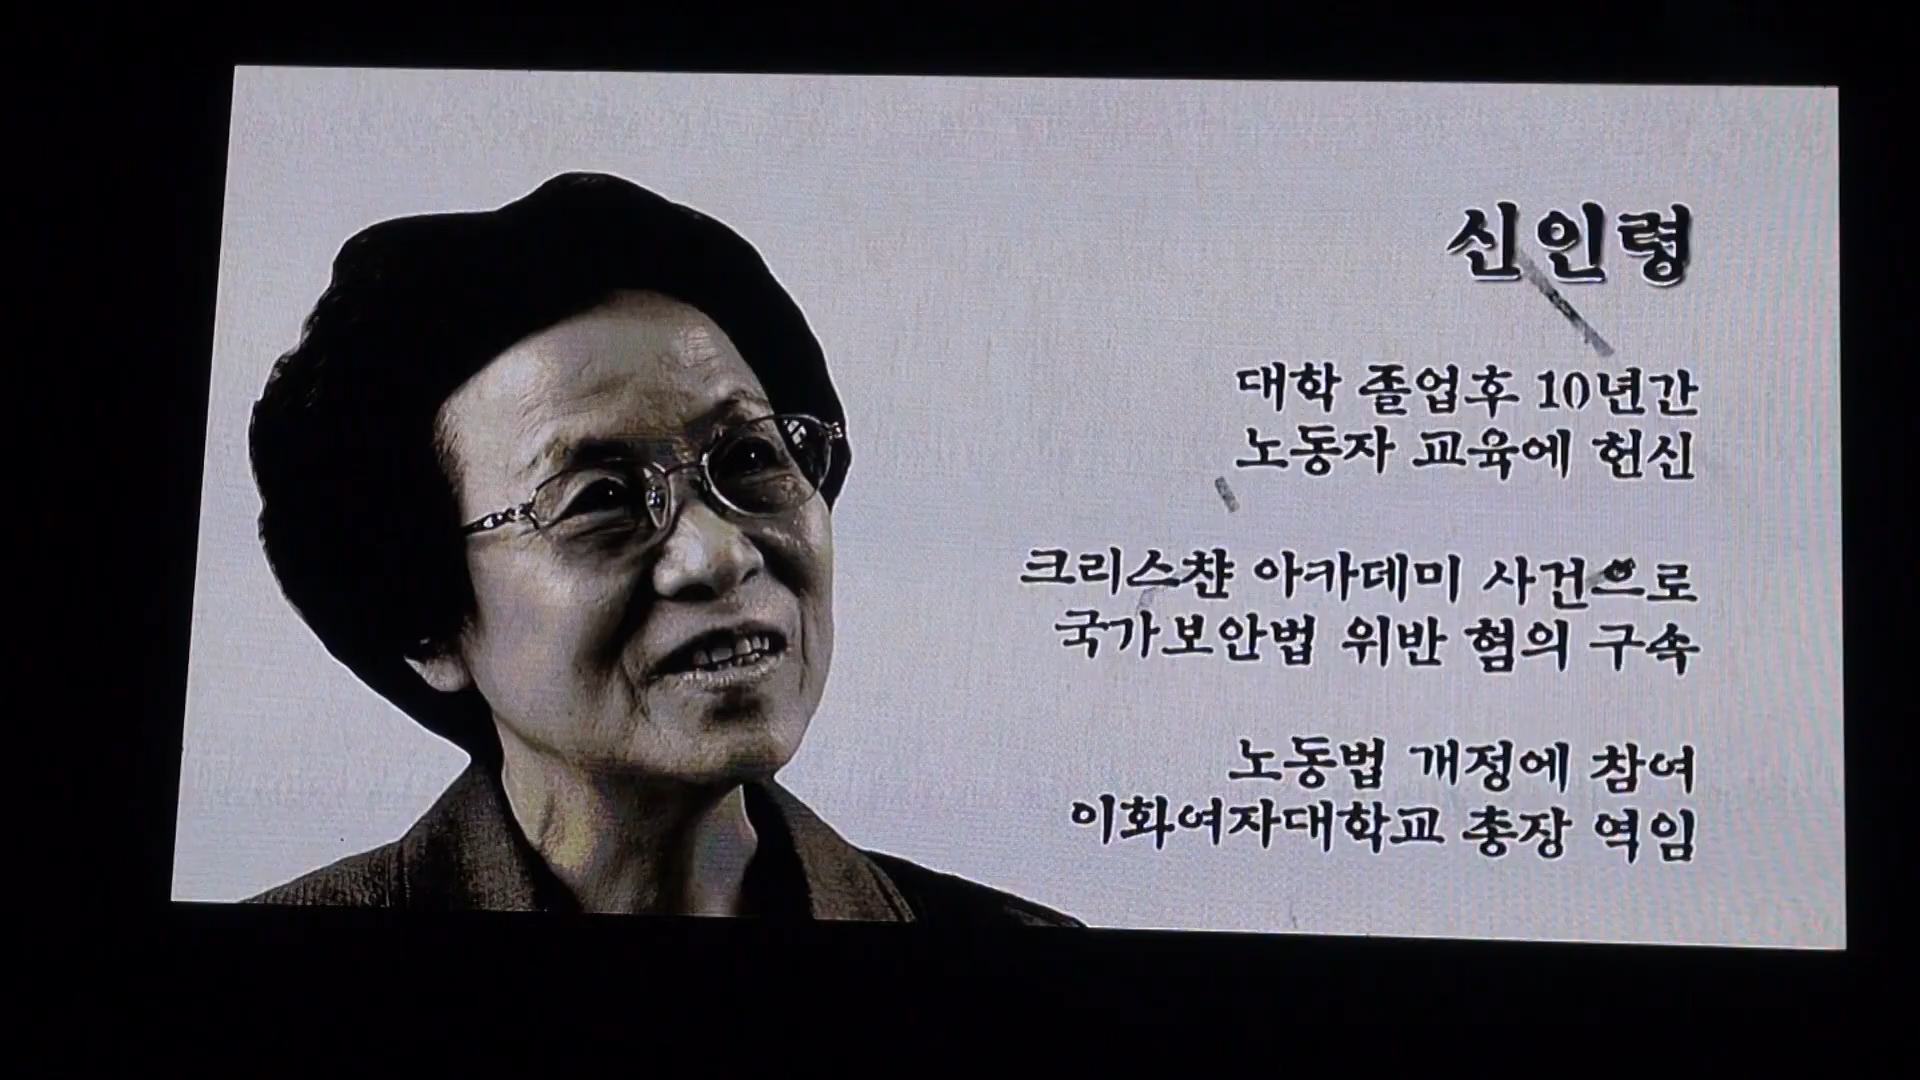 신인령
대학 졸업후 10년간
노동자 교육에 헌신
크리스챤 아카데미 사건으로
국가보안법 위반 혐의 구속
노동법 개정에 참여
이화여자대학교 총장 역임